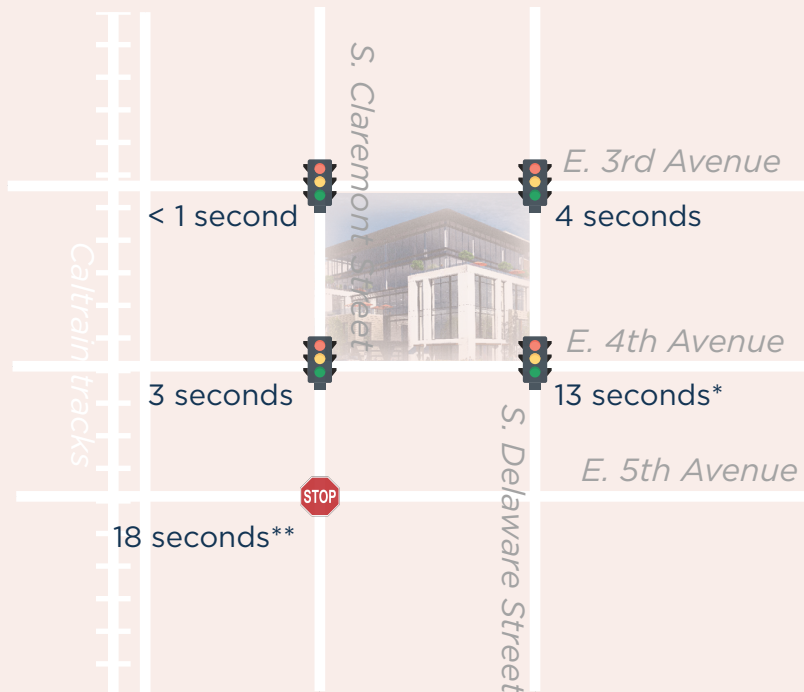 S. Claremont Street
E. 3rd Avenue
< 1 second
4 seconds
Caltrain tracks
E. 4th Avenue
3 seconds
13 seconds*
S. Delaware Street
E. 5th Avenue
STOP
18 seconds**